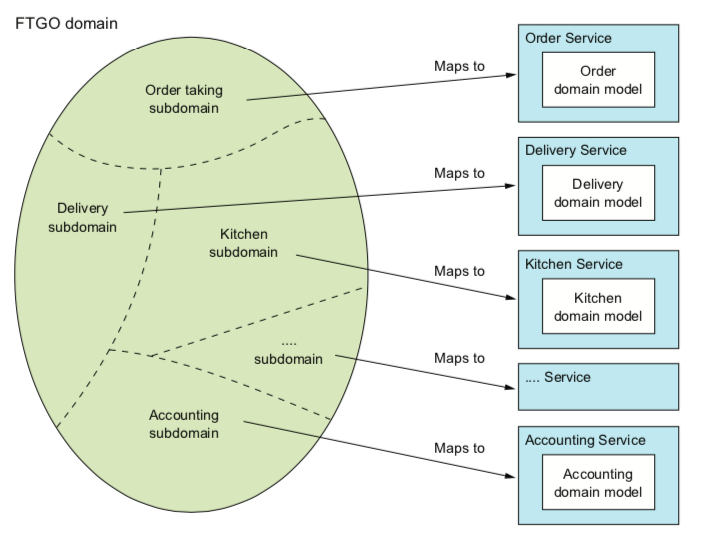 FTGO domain
Order taking
subdomain
Delivery
subdomain
Kitchen
subdomain
....
subdomain
Accounting
subdomain
Maps to
Maps to
Maps to
Maps to
Maps to
Order Service
Order
domain model
Delivery Service
Delivery
domain model
Kitchen Service
Kitchen
domain model
.... Service
Accounting Service
Accounting
domain model